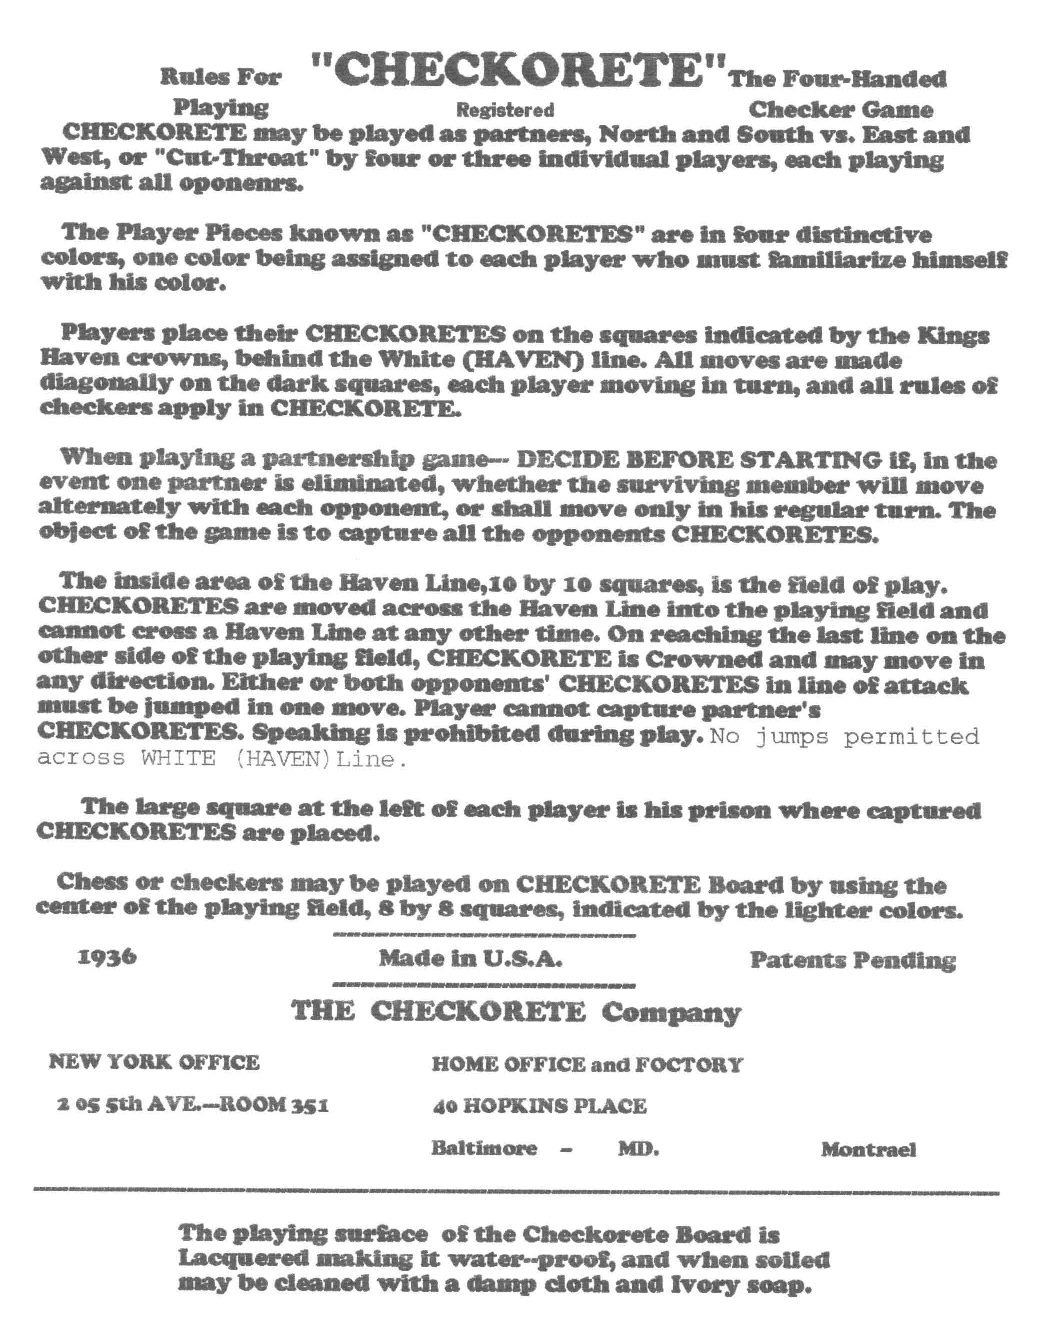 Rules For "CHECKORETE" The Four-Handed
Playing Registered Checker Game
CHECKORETE may be played as partners, North and South vs. East and
West, or "Cut-Throat" by four or three individual players, each playing
against all oponenrs.
The Player Pieces known as "CHECKORETES" are in four distinctive
colors, one color being assigned to each player who must familiarize himself
with his color.
Players place their CHECKORETES on the squares indicated by the Kings
Haven crowns, behind the White (HAVEN) line. All moves are made
diagonally on the dark squares, each player moving in turn, and all rules of
checkers apply in CHECKORETE.
When playing a partnership game-- DECIDE BEFORE STARTING if, in the
event one partner is eliminated, whether the surviving member will move
alternately with each opponent, or shall move only in his regular turn. The
object of the game is to capture all the opponents CHECKORETES.
The inside area of the Haven Line,10 by 10 squares, is the field of play.
CHECKORETES are moved across the Haven Line into the playing field and
cannot cross a Haven Line at any other time. On reaching the last line on the
other side of the playing field, CHECKORETE is Crowned and may move in
any direction. Either or both opponents' CHECKORETES in line of attack
must be jumped in one move. Player cannot capture partner's
CHECKORETES. Speaking is prohibited during play. No jumps permitted
across WHITE (HAVEN) Line.
The large square at the left of each player is his prison where captured
CHECKORETES are placed.
Chess or checkers may be played on CHECKORETE Board by using the
center of the playing field, 8 by 8 squares, indicated by the lighter colors.
1936 Made in U.S.A. Patents Pending
THE CHECKORETE Company
NEW YORK OFFICE HOME OFFICE and FOCTORY
2 05 5th AVE.--ROOM 351 40 HOPKINS PLACE
Baltimore - MD. Montrael
The playing surface of the Checkorete Board is
Lacquered making it water--proof, and when soiled
may be cleaned with a damp cloth and Ivory soap.